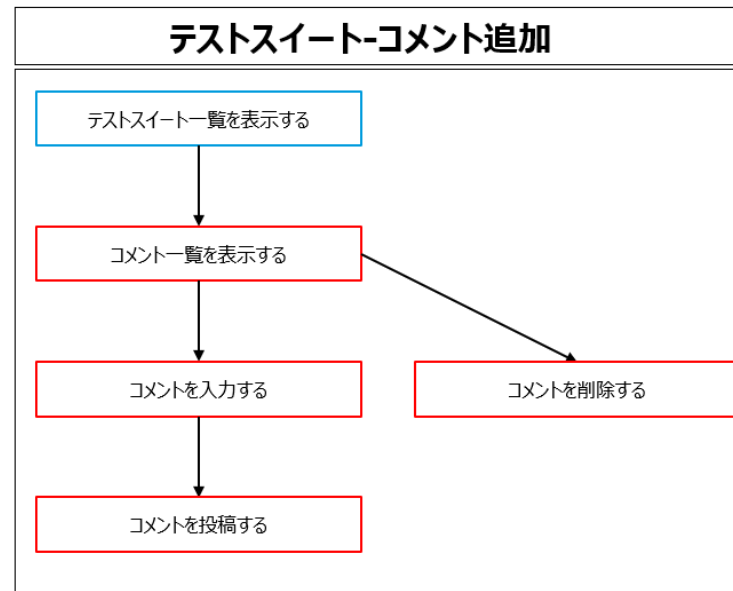 テストスイート-コメント追加
テストスイート一覧を表示する
コメント一覧を表示する
コメントを入力する
コメントを削除する
コメントを投稿する